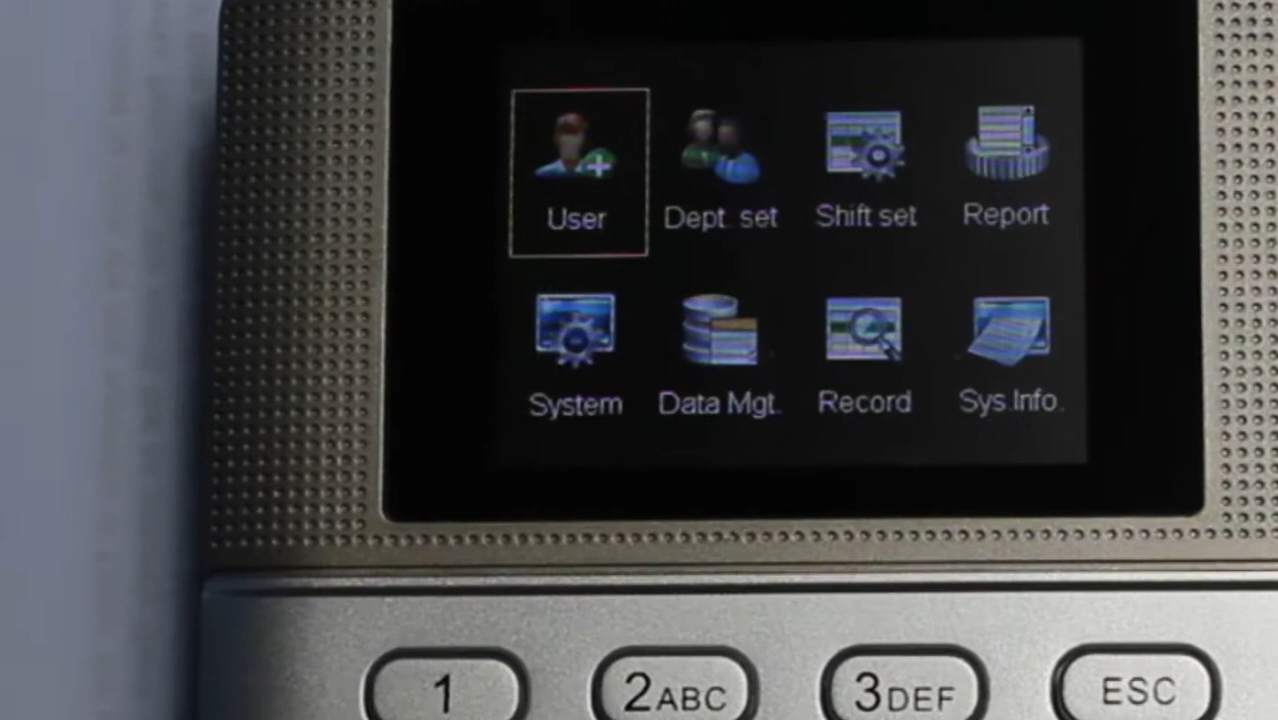 User Dept. set Shift set Report
System Data Mgt. Record Sys.Info.
1 2ABC 3DEF ESC